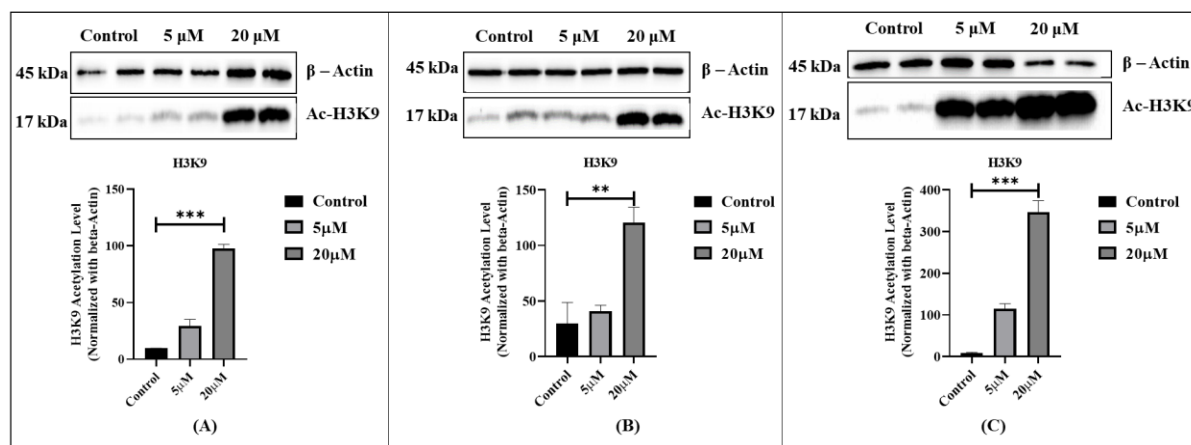 Control 5 µM 20 µM
45 kDa β – Actin
17 kDa Ac-H3K9
H3K9
H3K9 Acetylation Level
(Normalized with beta-Actin)
150
100
50
0
***
Control
5µM
20µM
Control
5µM
20µM
(A)
Control 5 µM 20 µM
45 kDa β – Actin
17 kDa Ac-H3K9
H3K9
H3K9 Acetylation Level
(Normalized with beta-Actin)
150
100
50
0
**
Control
5µM
20µM
Control
5µM
20µM
(B)
Control 5 µM 20 µM
45 kDa β – Actin
17 kDa Ac-H3K9
H3K9
H3K9 Acetylation Level
(Normalized with beta-Actin)
400
300
200
100
0
***
Control
5µM
20µM
Control
5µM
20µM
(C)